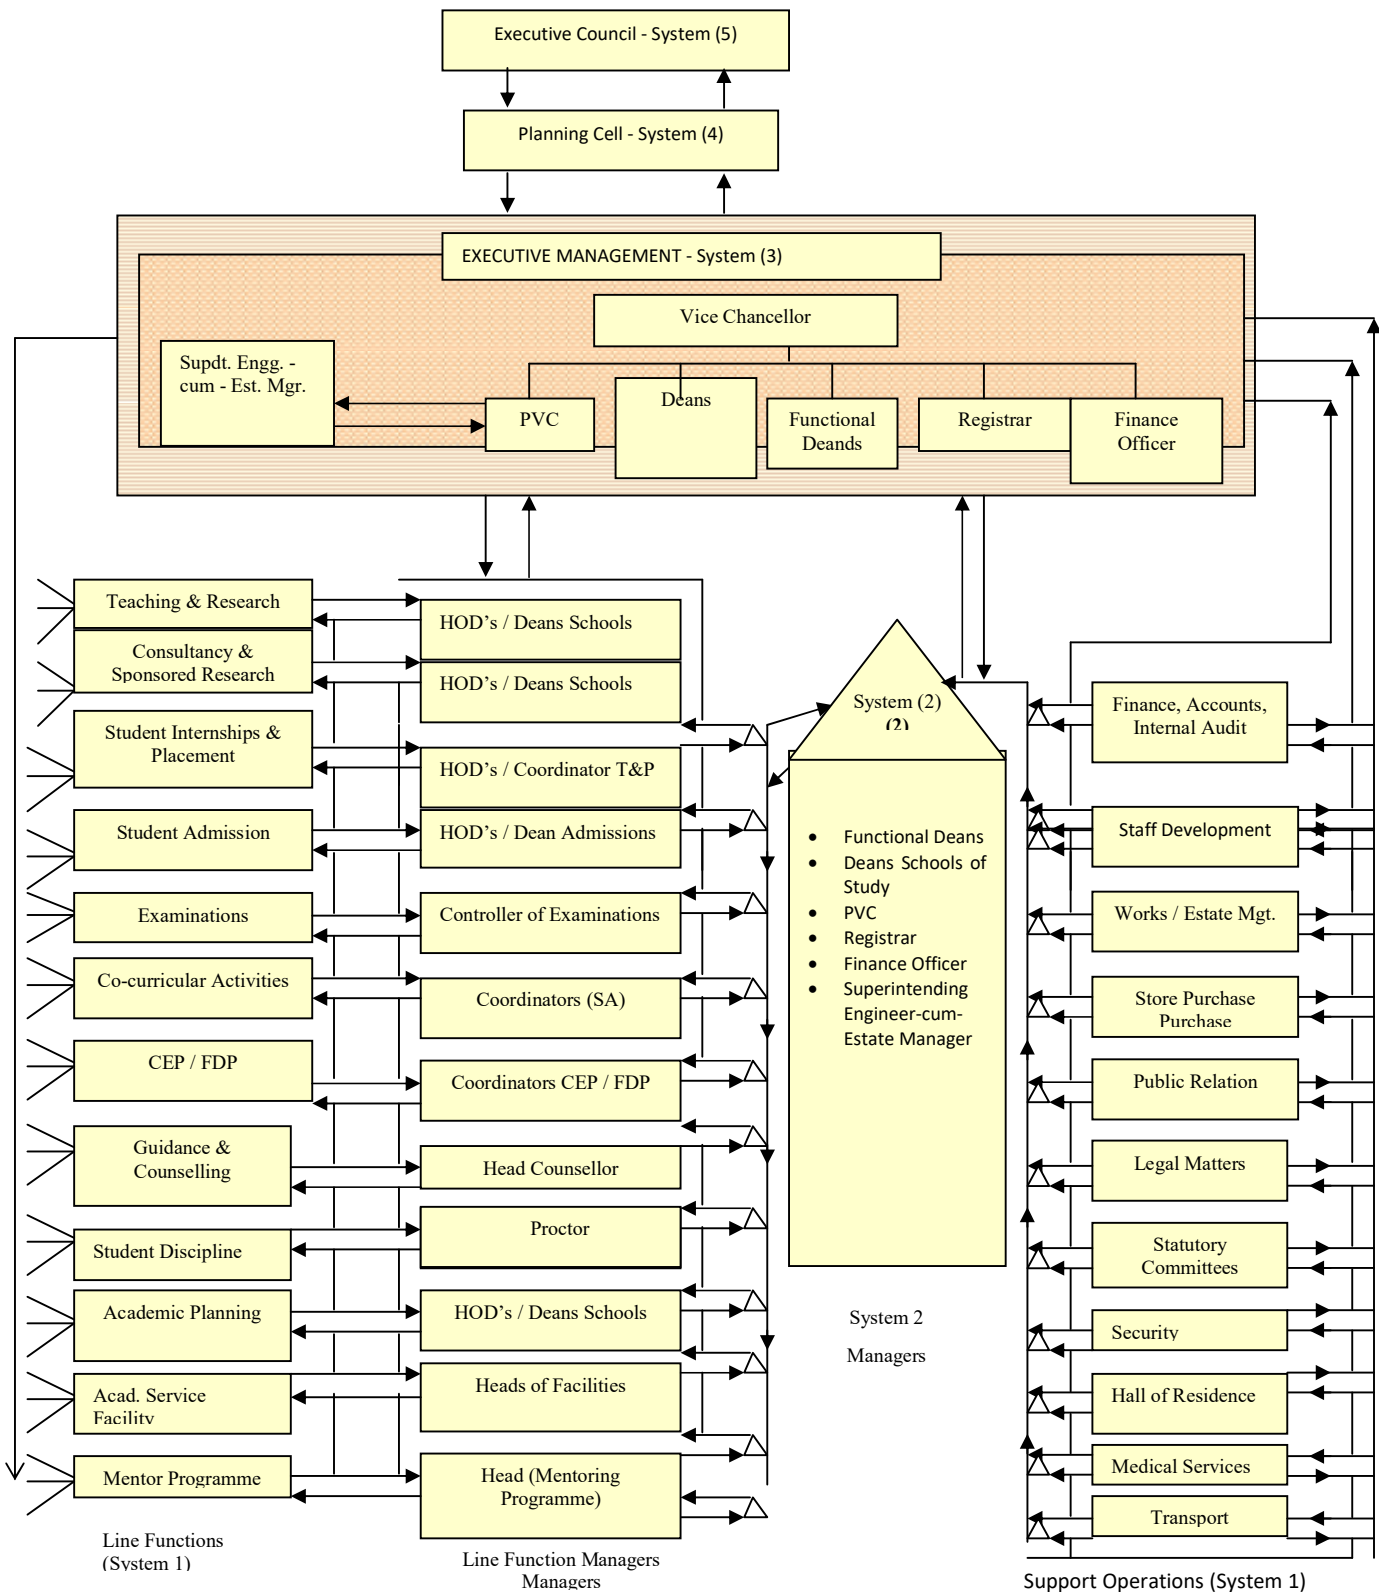 Executive Council - System (5)
Planning Cell - System (4)
EXECUTIVE MANAGEMENT - System (3)
Vice Chancellor
Supdt. Engg. -
cum - Est. Mgr.
PVC
Deans
Functional
Deands
Registrar
Finance
Officer
Teaching & Research
HOD's / Deans Schools
Consultancy &
Sponsored Research
HOD's / Deans Schools
Student Internships &
Placement
HOD's / Coordinator T&P
Student Admission
HOD's / Dean Admissions
Examinations
Controller of Examinations
Co-curricular Activities
Coordinators (SA)
CEP / FDP
Coordinators CEP / FDP
Guidance &
Counselling
Head Counsellor
Student Discipline
Proctor
Academic Planning
HOD's / Deans Schools
Acad. Service
Facility
Heads of Facilities
Mentor Programme
Head (Mentoring
Programme)
Line Functions
(System 1)
Line Function Managers
Managers
System (2)
(2)
• Functional Deans
• Deans Schools of
Study
• PVC
• Registrar
• Finance Officer
• Superintending
Engineer-cum-
Estate Manager
System 2
Managers
Finance, Accounts,
Internal Audit
Staff Development
Works / Estate Mgt.
Store Purchase
Purchase
Public Relation
Legal Matters
Statutory
Committees
Security
Hall of Residence
Medical Services
Transport
Support Operations (System 1)